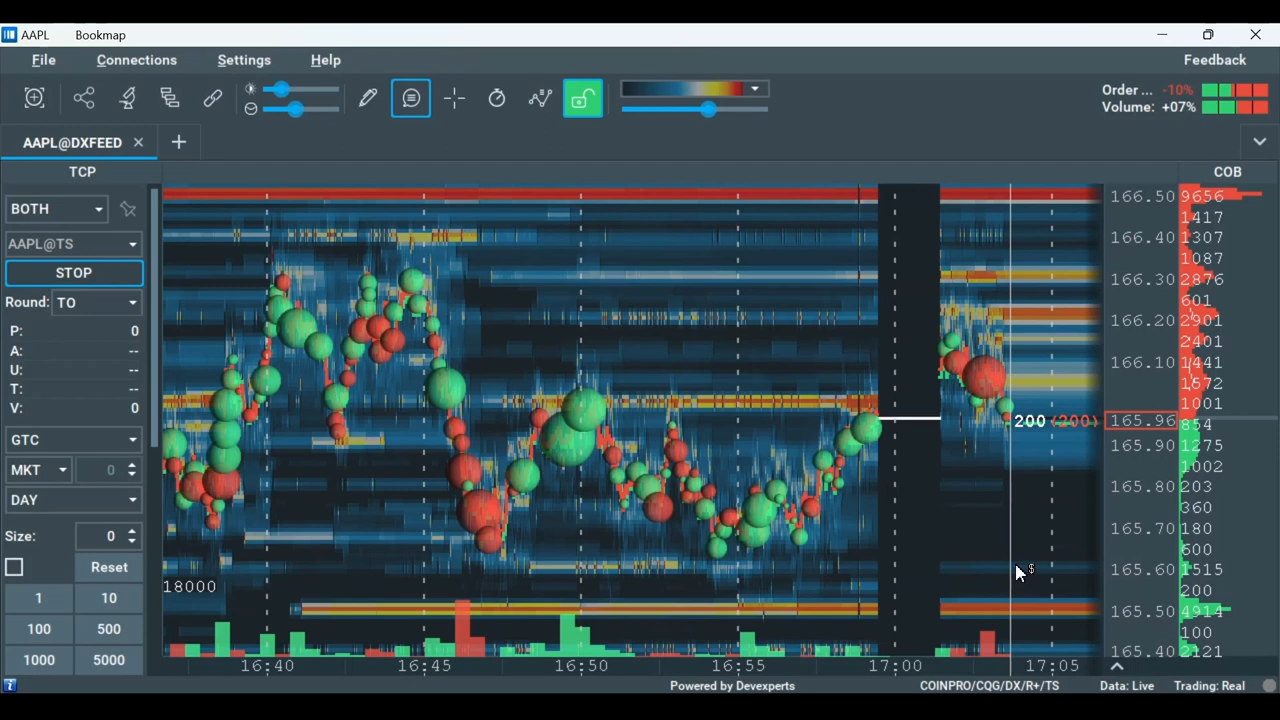 AAPL Bookmap
File Connections Settings Help Feedback
Order ... -10%
Volume: +07%
AAPL@DXFEED
TCP COB
BOTH
AAPL@TS
STOP
Round: TO
P: 0
A: --
U: --
T: --
V: 0
GTC
MKT 0
DAY
Size: 0
Reset
1 10
100 500
1000 5000
18000
200 (200)
$
166.50 9656
1417
166.40 1307
1087
166.30 2876
601
166.20 2901
2401
166.10 1441
1672
1001
165.96 854
165.90 1275
1002
165.80 203
360
165.70 180
600
165.60 1515
200
165.50 4914
100
165.40 2121
16:40 16:45 16:50 16:55 17:00 17:05
Powered by Devexperts COINPRO/CQG/DX/R+/TS Data: Live Trading: Real